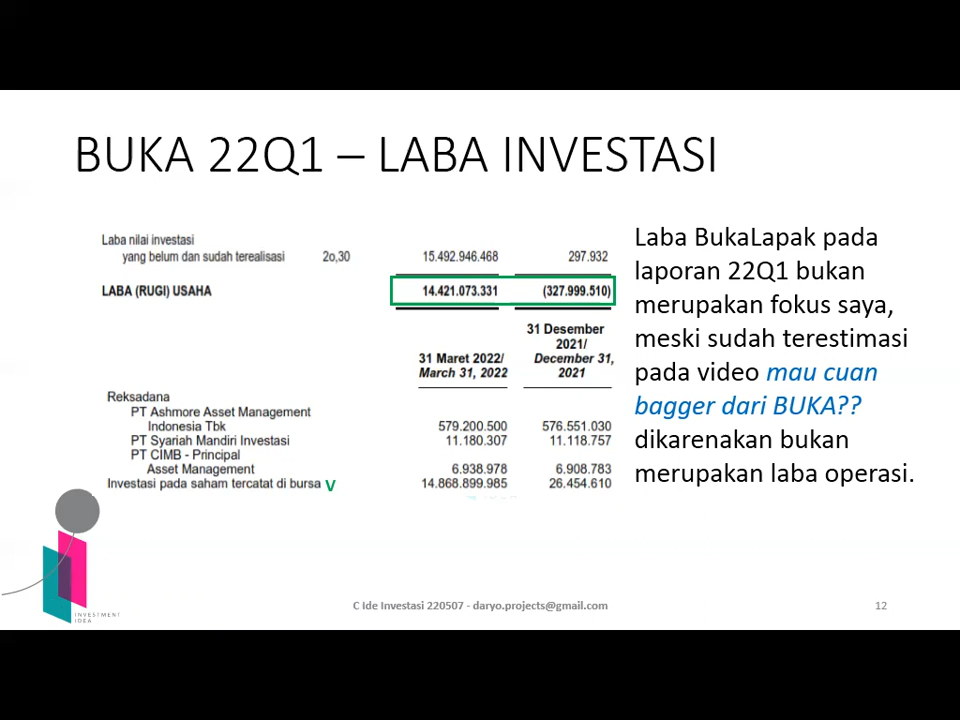 BUKA 22Q1 – LABA INVESTASI
Laba nilai investasi
yang belum dan sudah terealisasi 2o,30 15.492.946.468 297.932
LABA (RUGI) USAHA 14.421.073.331 (327.999.510)
31 Desember
2021/
31 Maret 2022/ December 31,
March 31, 2022 2021
Reksadana
PT Ashmore Asset Management
Indonesia Tbk 579.200.500 576.551.030
PT Syariah Mandiri Investasi 11.180.307 11.118.757
PT CIMB - Principal
Asset Management 6.938.978 6.908.783
Investasi pada saham tercatat di bursa V 14.868.899.985 26.454.610
Laba BukaLapak pada
laporan 22Q1 bukan
merupakan fokus saya,
meski sudah terestimasi
pada video mau cuan
bagger dari BUKA??
dikarenakan bukan
merupakan laba operasi.
INVESTMENT
IDEA
C Ide Investasi 220507 - daryo.projects@gmail.com
12